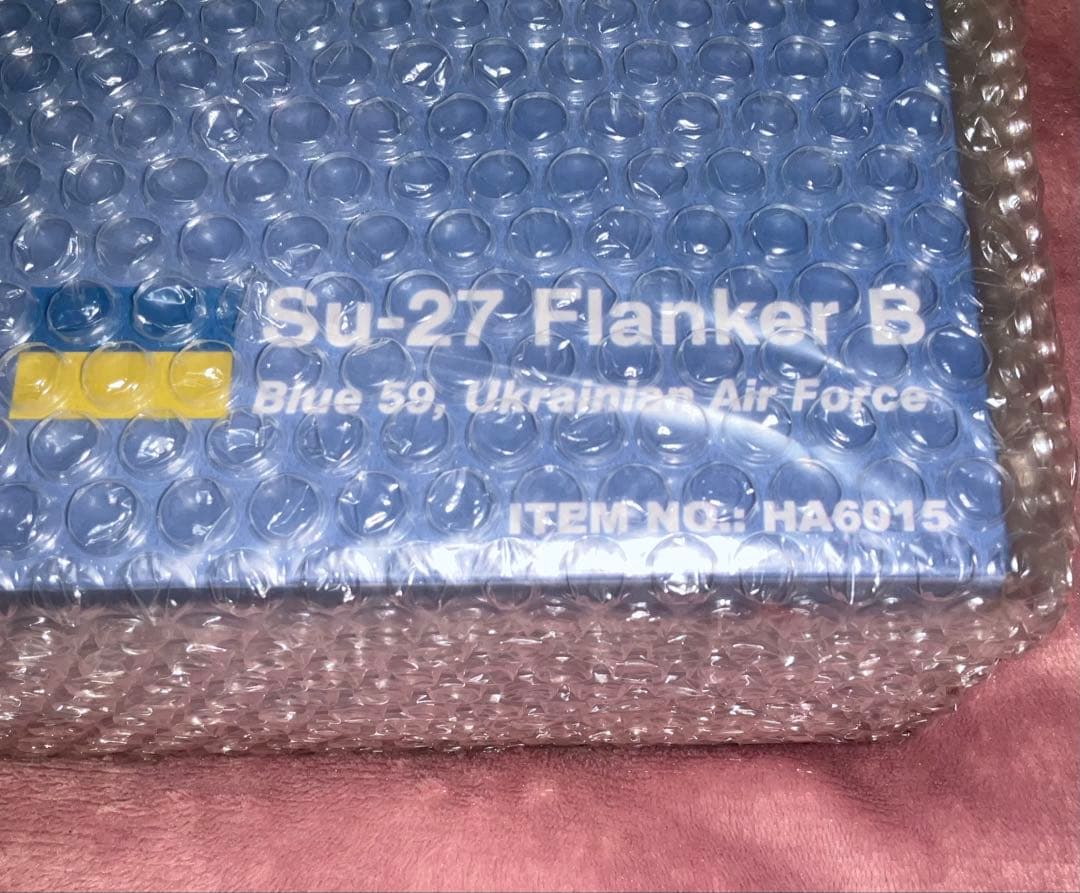 Su-27 Flanker B
Blue 59, Ukrainian Air Force
ITEM NO.: HA6015